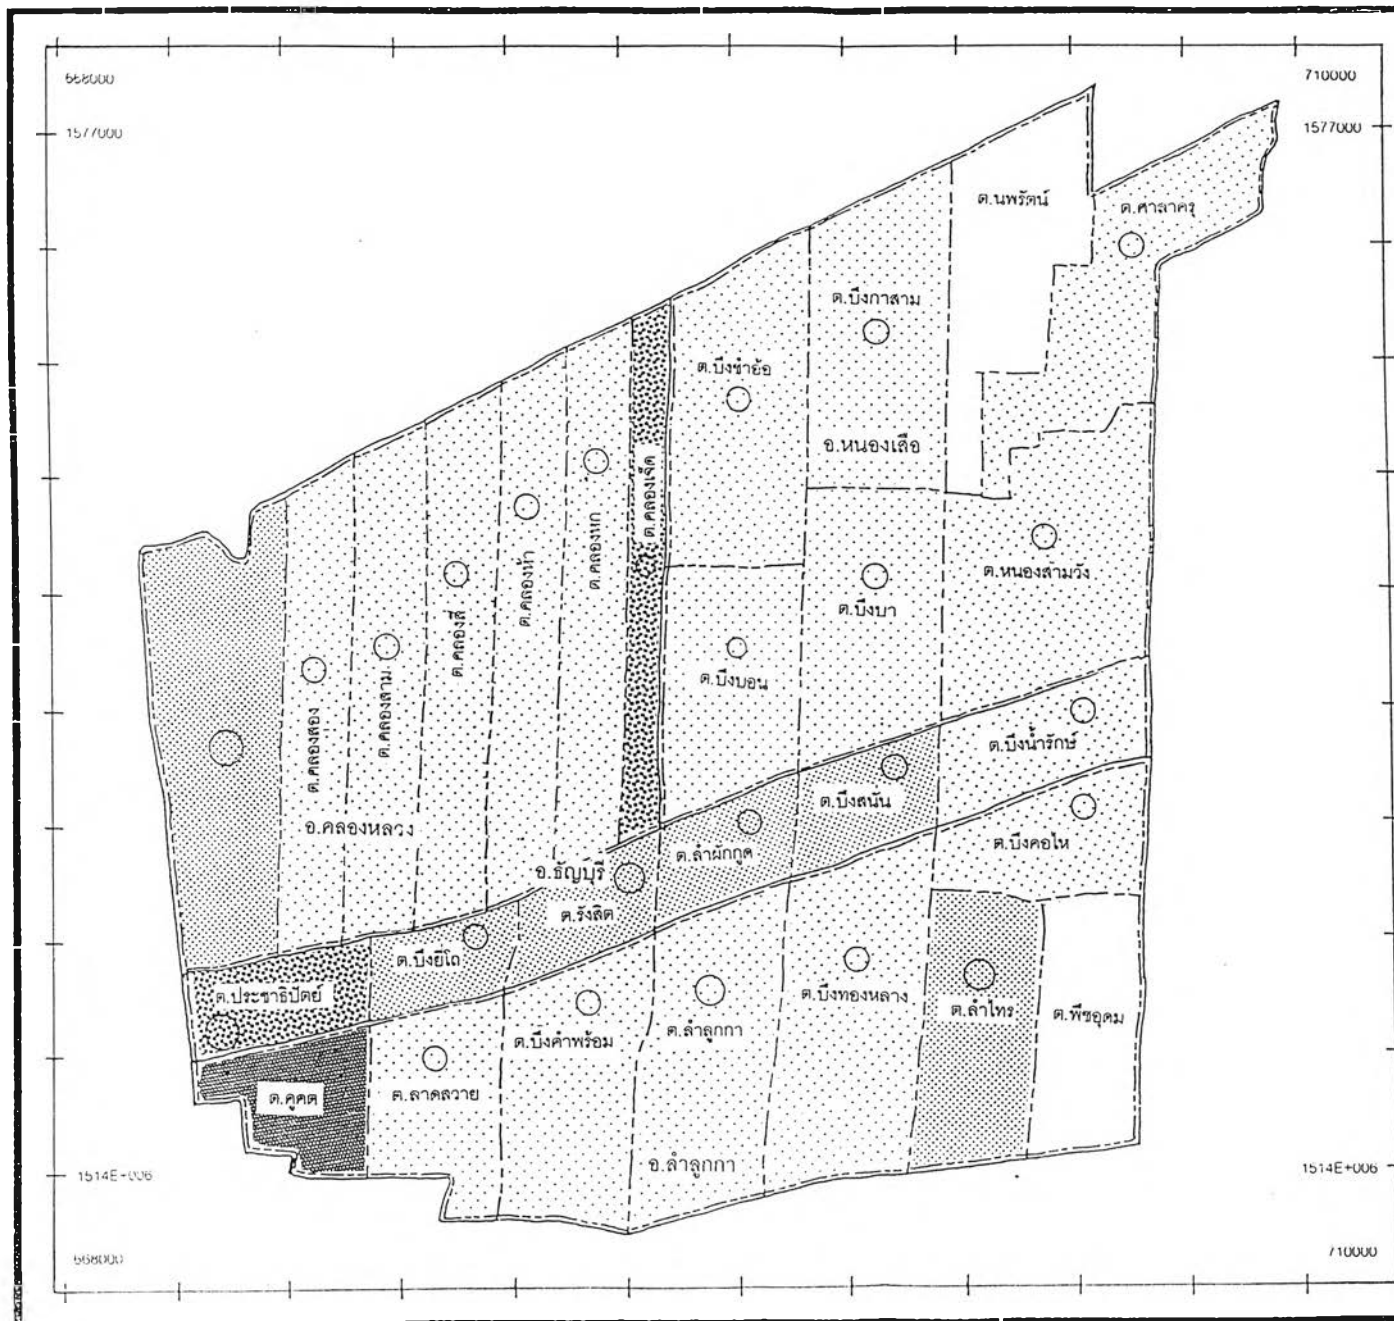 668000
710000
1577000
1577000
ต.นพรัตน์
ต.ศาลาครุ
ต.บึงกาสาม
ต.บึงชำอ้อ
อ.หนองเสือ
ต.คลองเจ็ด
ต.คลองหก
ต.คลองห้า
ต.คลองสี่
ต.คลองสาม
ต.คลองสอง
ต.หนองสามวัง
ต.บึงบา
ต.บึงบอน
ต.บึงน้ำรักษ์
ต.บึงสนั่น
อ.คลองหลวง
ต.บึงคอไห
ต.ลำผักกูด
อ.ธัญบุรี
ต.รังสิต
ต.บึงยี่โถ
ต.ประชาธิปัตย์
ต.บึงทองหลาง
ต.ลำไทร
ต.พืชอุดม
ต.ลำลูกกา
ต.บึงคำพร้อย
ต.ลาดสวาย
ต.คูคต
อ.ลำลูกกา
1514E+006
1514E+006
668000
710000